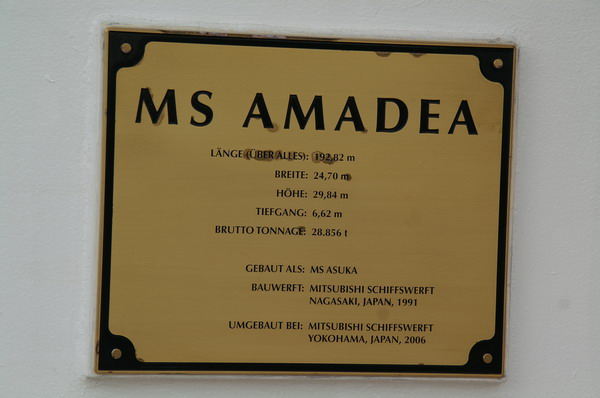 MS AMADEA
LÄNGE (ÜBER ALLES): 192,82 m
BREITE: 24,70 m
HÖHE: 29,84 m
TIEFGANG: 6,62 m
BRUTTO TONNAGE: 28.856 t
GEBAUT ALS: MS ASUKA
BAUWERFT: MITSUBISHI SCHIFFSWERFT
NAGASAKI, JAPAN, 1991
UMGEBAUT BEI: MITSUBISHI SCHIFFSWERFT
YOKOHAMA, JAPAN, 2006